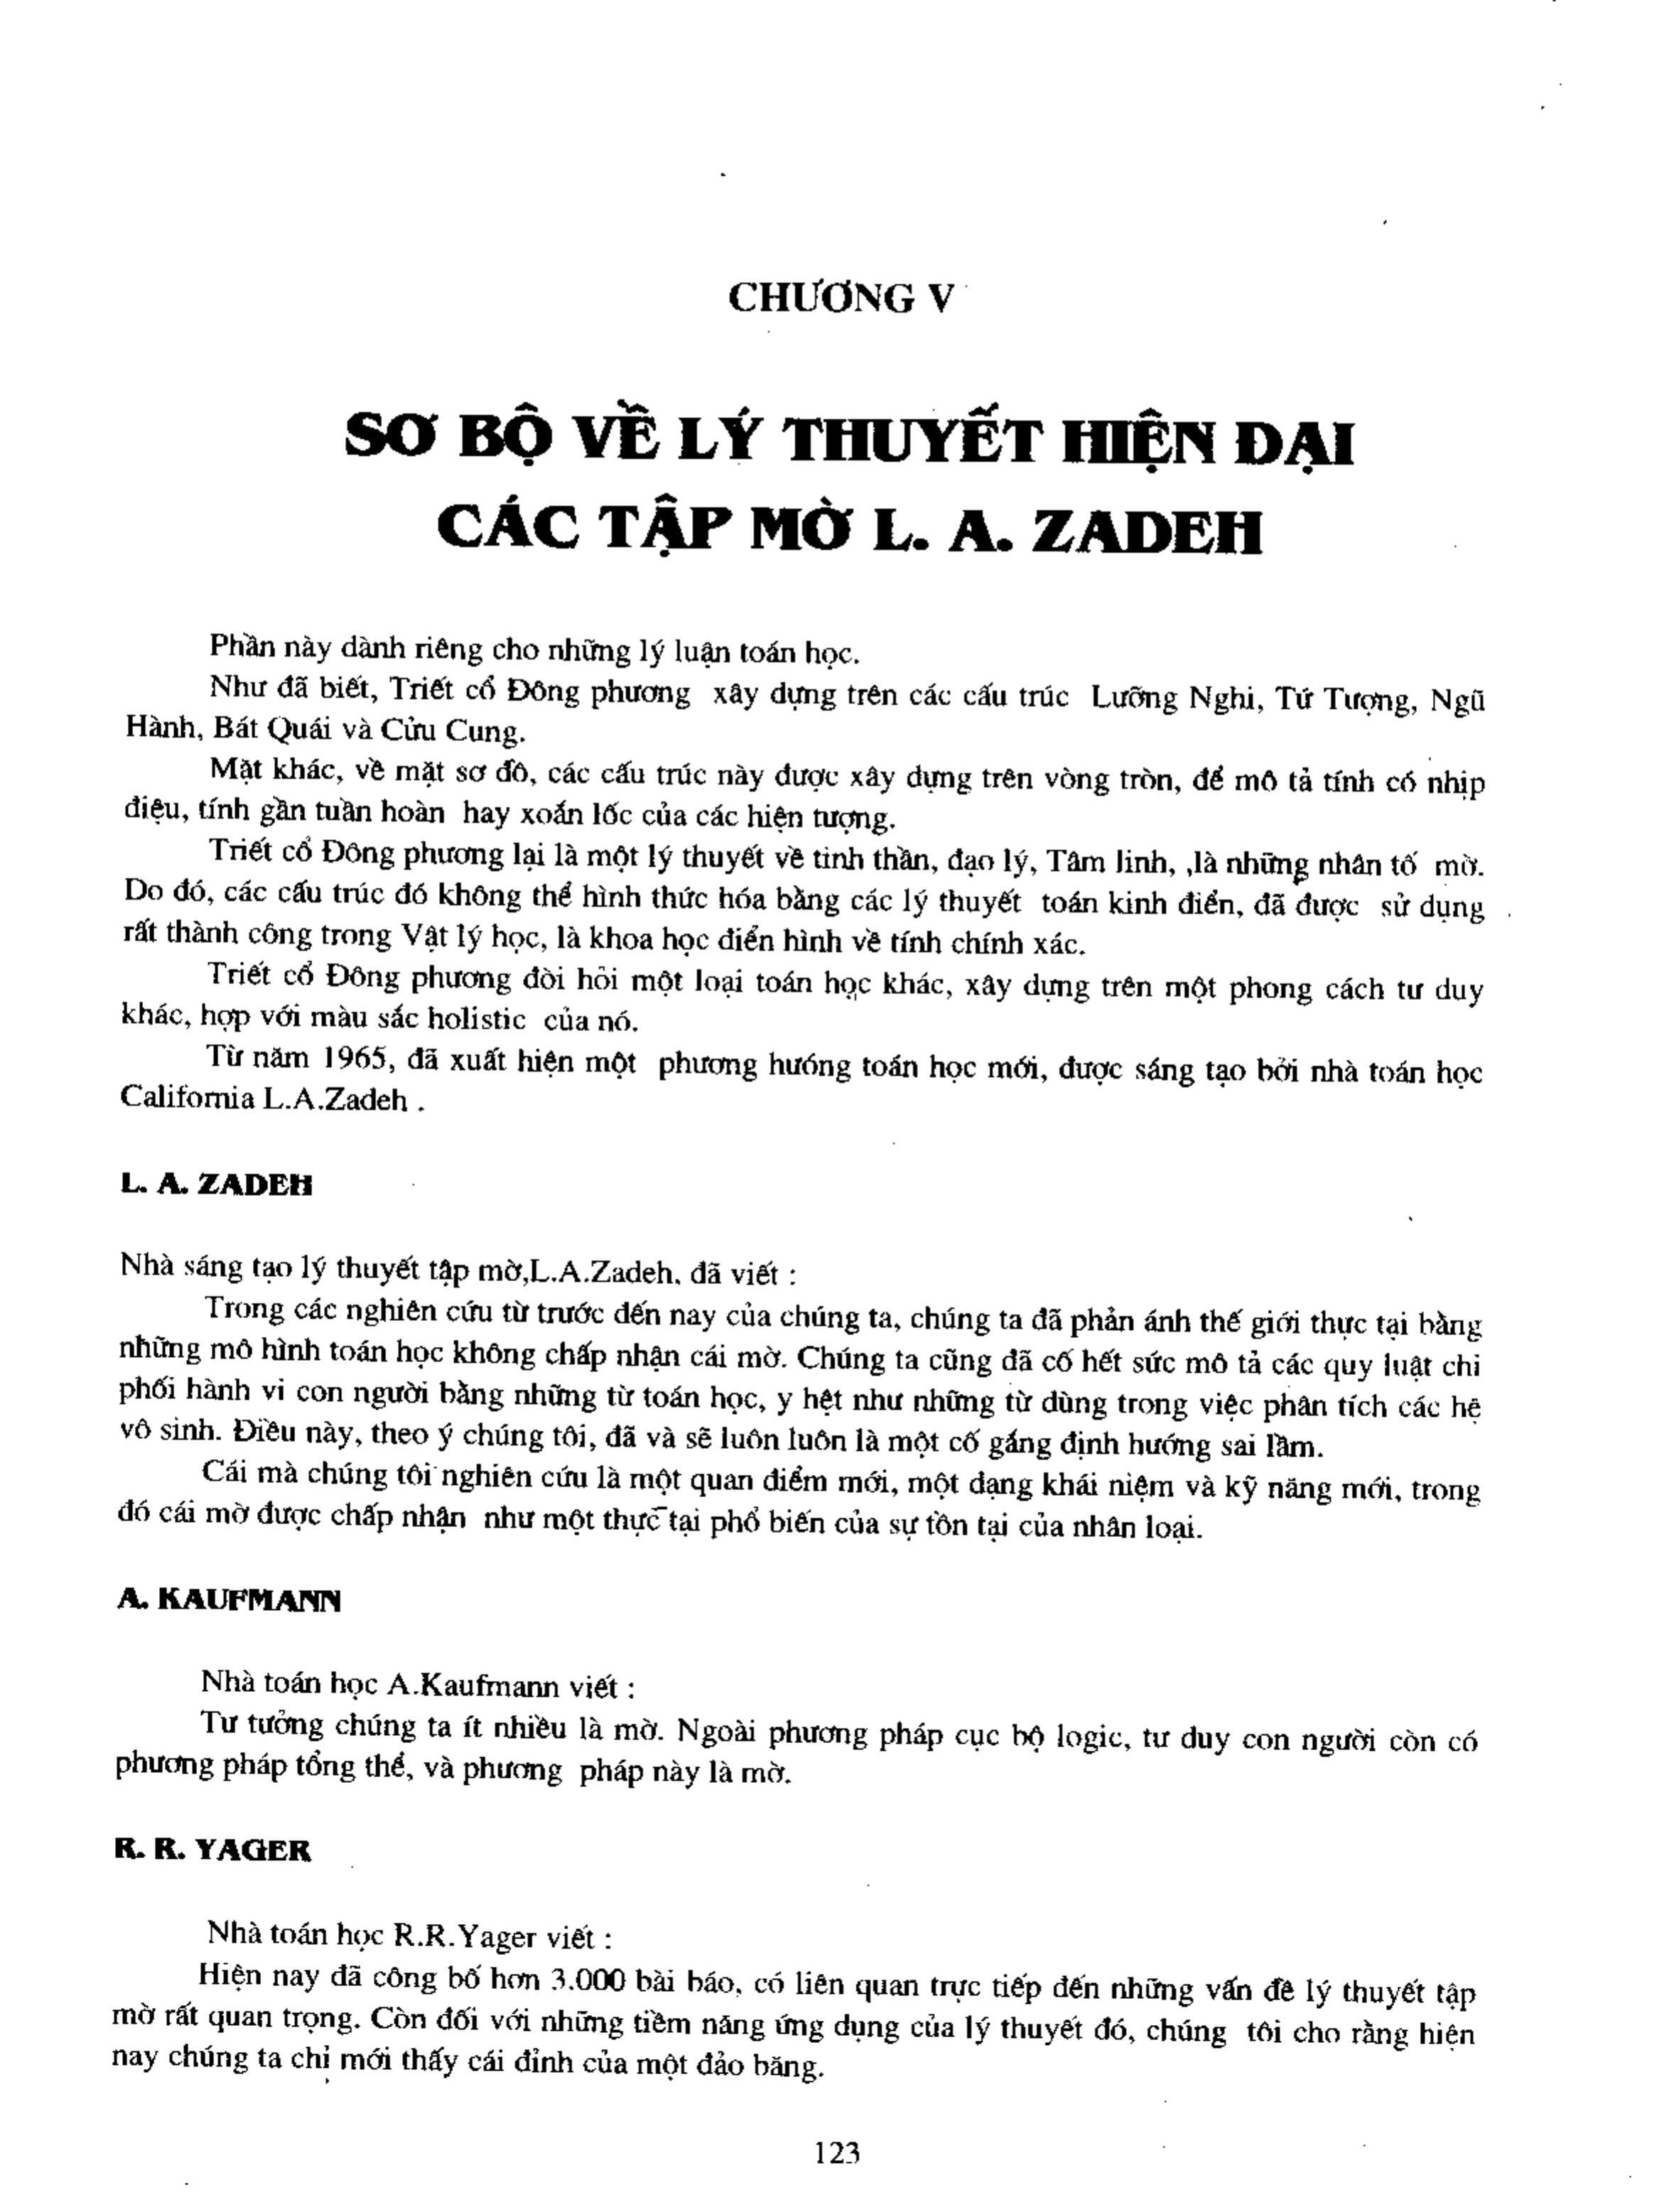 CHƯƠNG V
SƠ BỘ VỀ LÝ THUYẾT HIỆN ĐẠI
CÁC TẬP MỜ L. A. ZADEH
Phần này dành riêng cho những lý luận toán học.
Như đã biết, Triết cổ Đông phương xây dựng trên các cấu trúc Lưỡng Nghi, Tứ Tượng, Ngũ
Hành, Bát Quái và Cửu Cung.
Mặt khác, về mặt sơ đồ, các cấu trúc này được xây dựng trên vòng tròn, để mô tả tính có nhịp
điệu, tính gần tuần hoàn hay xoắn lốc của các hiện tượng.
Triết cổ Đông phương lại là một lý thuyết về tinh thần, đạo lý, Tâm linh, ,là những nhân tố mờ.
Do đó, các cấu trúc đó không thể hình thức hóa bằng các lý thuyết toán kinh điển, đã được sử dụng
rất thành công trong Vật lý học, là khoa học điển hình về tính chính xác.
Triết cổ Đông phương đòi hỏi một loại toán học khác, xây dựng trên một phong cách tư duy
khác, hợp với màu sắc holistic của nó.
Từ năm 1965, đã xuất hiện một phương hướng toán học mới, được sáng tạo bởi nhà toán học
California L.A.Zadeh .
L. A. ZADEH
Nhà sáng tạo lý thuyết tập mờ,L.A.Zadeh, đã viết :
Trong các nghiên cứu từ trước đến nay của chúng ta, chúng ta đã phản ánh thế giới thực tại bằng
những mô hình toán học không chấp nhận cái mờ. Chúng ta cũng đã cố hết sức mô tả các quy luật chi
phối hành vi con người bằng những từ toán học, y hệt như những từ dùng trong việc phân tích các hệ
vô sinh. Điều này, theo ý chúng tôi, đã và sẽ luôn luôn là một cố gắng định hướng sai lầm.
Cái mà chúng tôi nghiên cứu là một quan điểm mới, một dạng khái niệm và kỹ năng mới, trong
đó cái mờ được chấp nhận như một thực tại phổ biến của sự tồn tại của nhân loại.
A. KAUFMANN
Nhà toán học A.Kaufmann viết :
Tư tưởng chúng ta ít nhiều là mờ. Ngoài phương pháp cục bộ logic, tư duy con người còn có
phương pháp tổng thể, và phương pháp này là mờ.
R. R. YAGER
Nhà toán học R.R.Yager viết :
Hiện nay đã công bố hơn 3.000 bài báo, có liên quan trực tiếp đến những vấn đề lý thuyết tập
mờ rất quan trọng. Còn đối với những tiềm năng ứng dụng của lý thuyết đó, chúng tôi cho rằng hiện
nay chúng ta chỉ mới thấy cái đỉnh của một đảo băng.
123